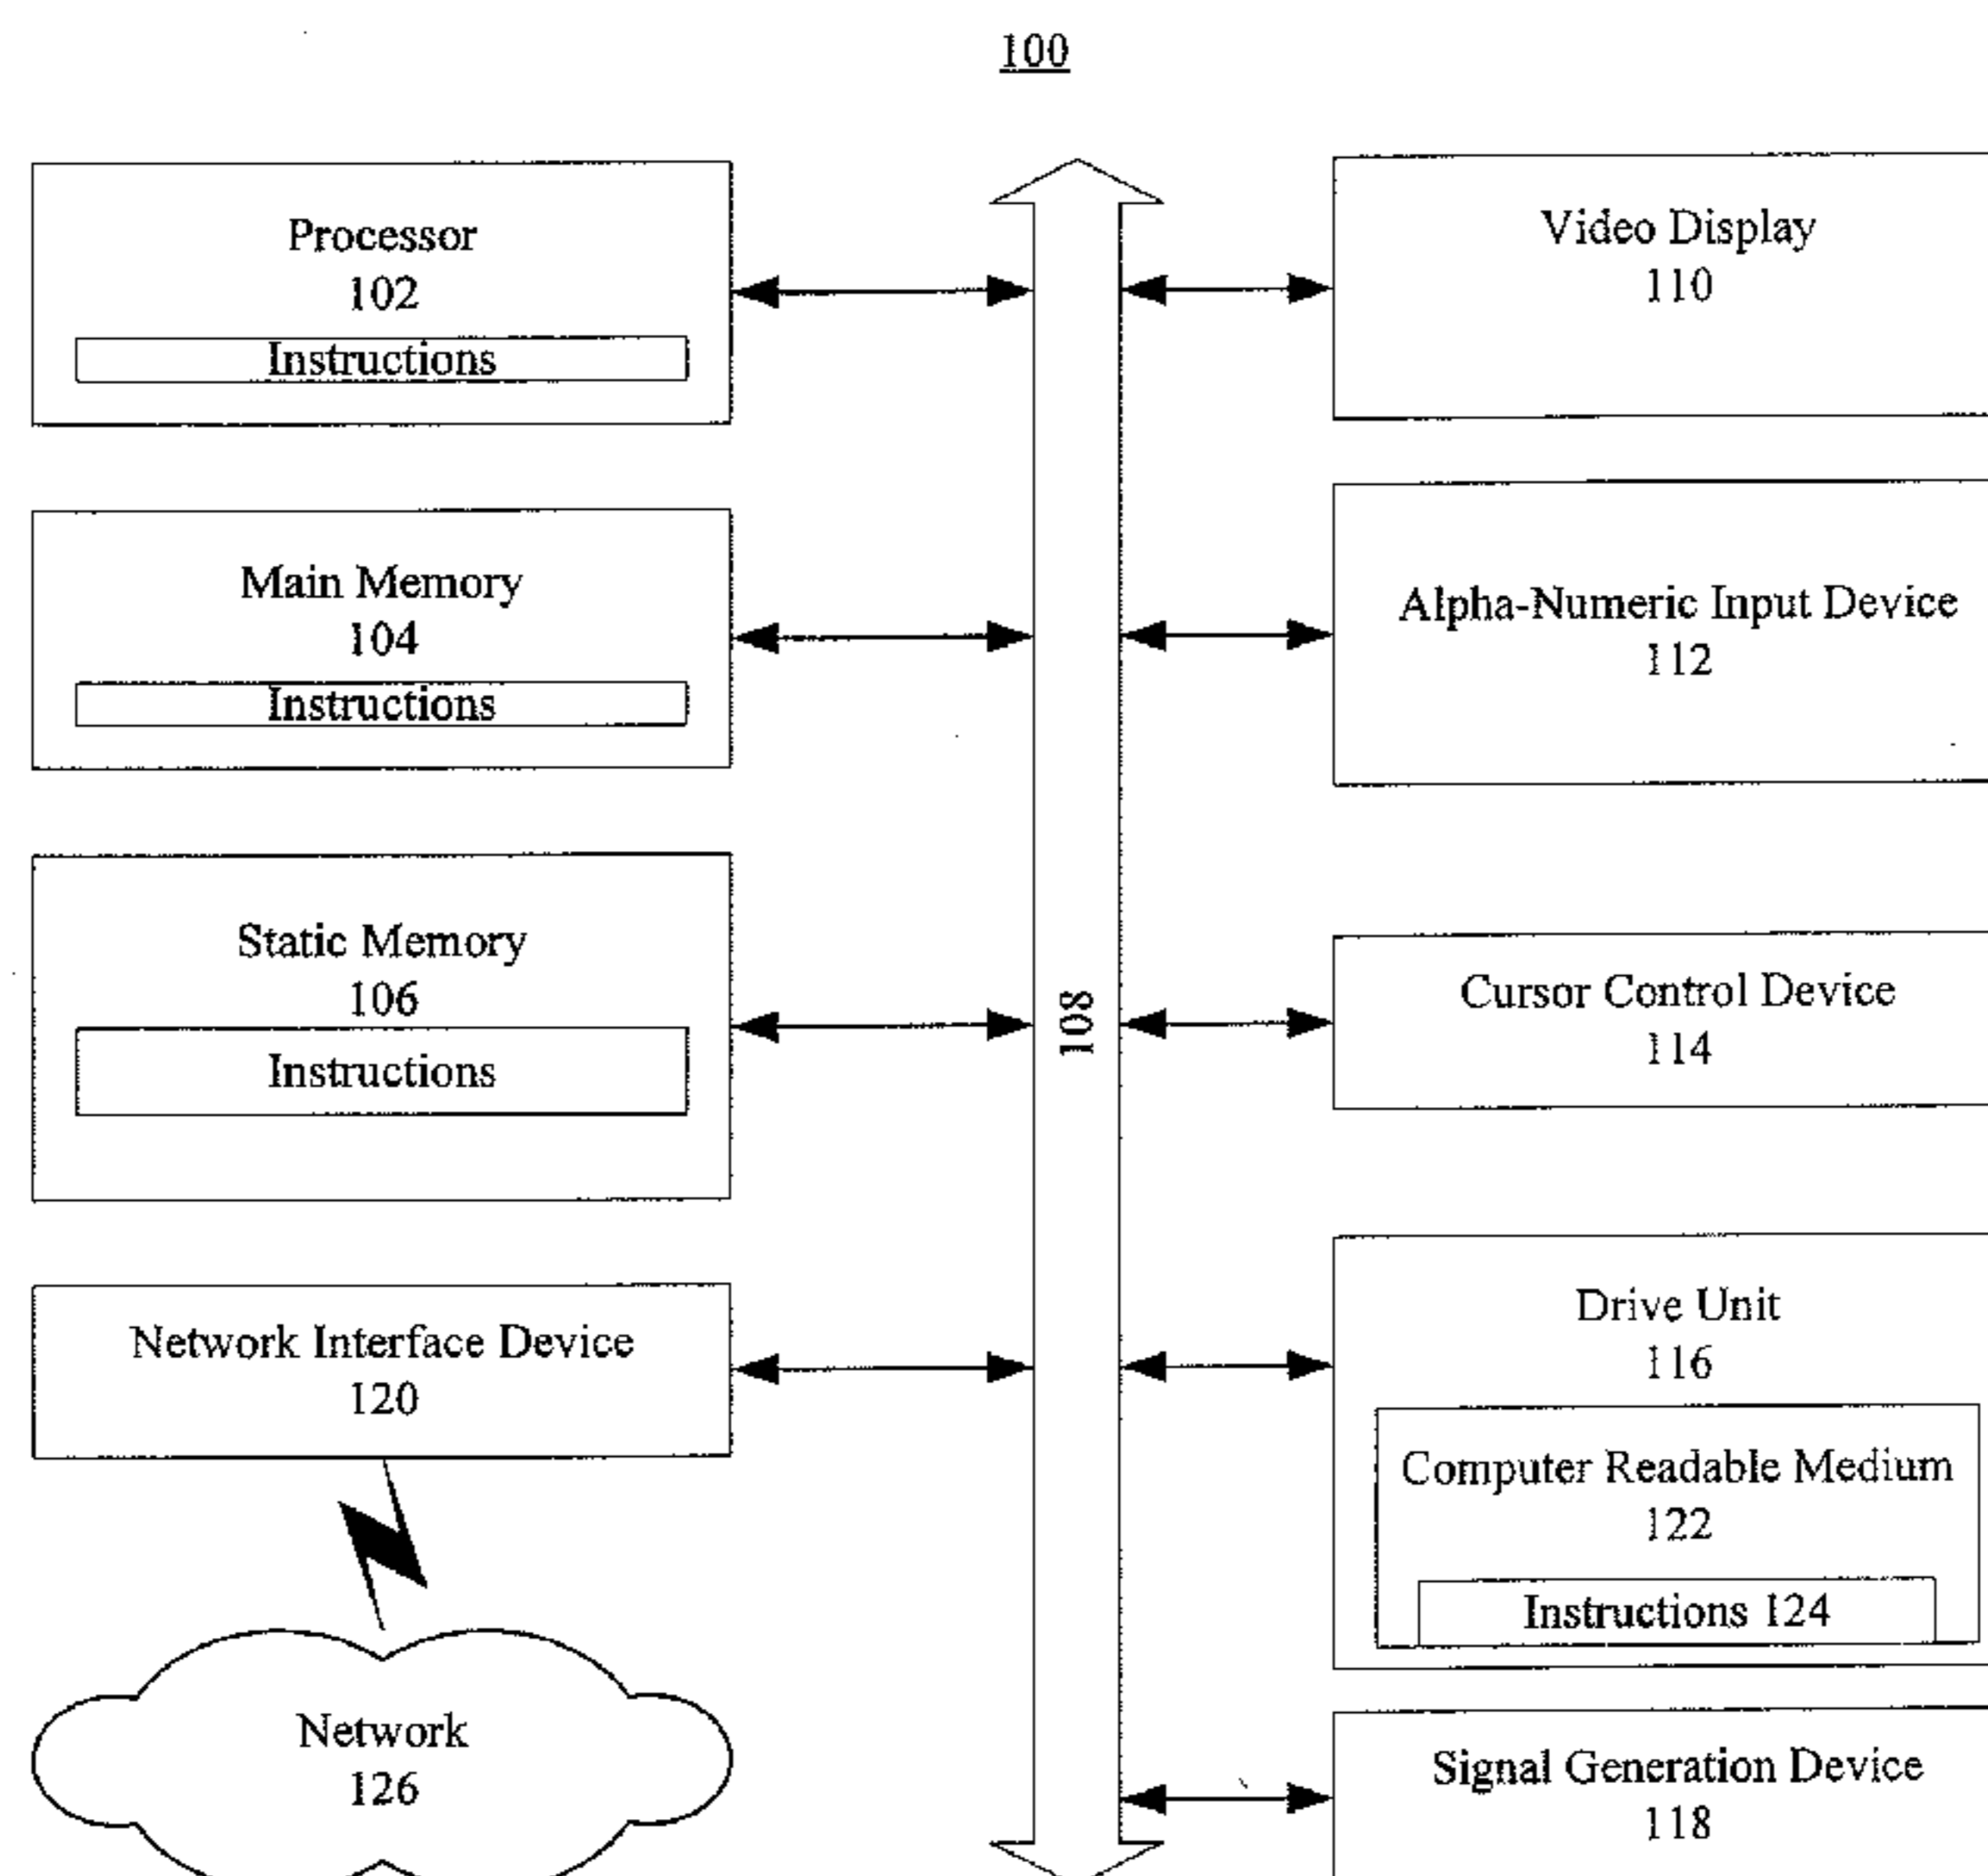 100
Processor
102
Instructions
Main Memory
104
Instructions
Static Memory
106
Instructions
Network Interface Device
120
Network
126
108
Video Display
110
Alpha-Numeric Input Device
112
Cursor Control Device
114
Drive Unit
116
Computer Readable Medium
122
Instructions 124
Signal Generation Device
118